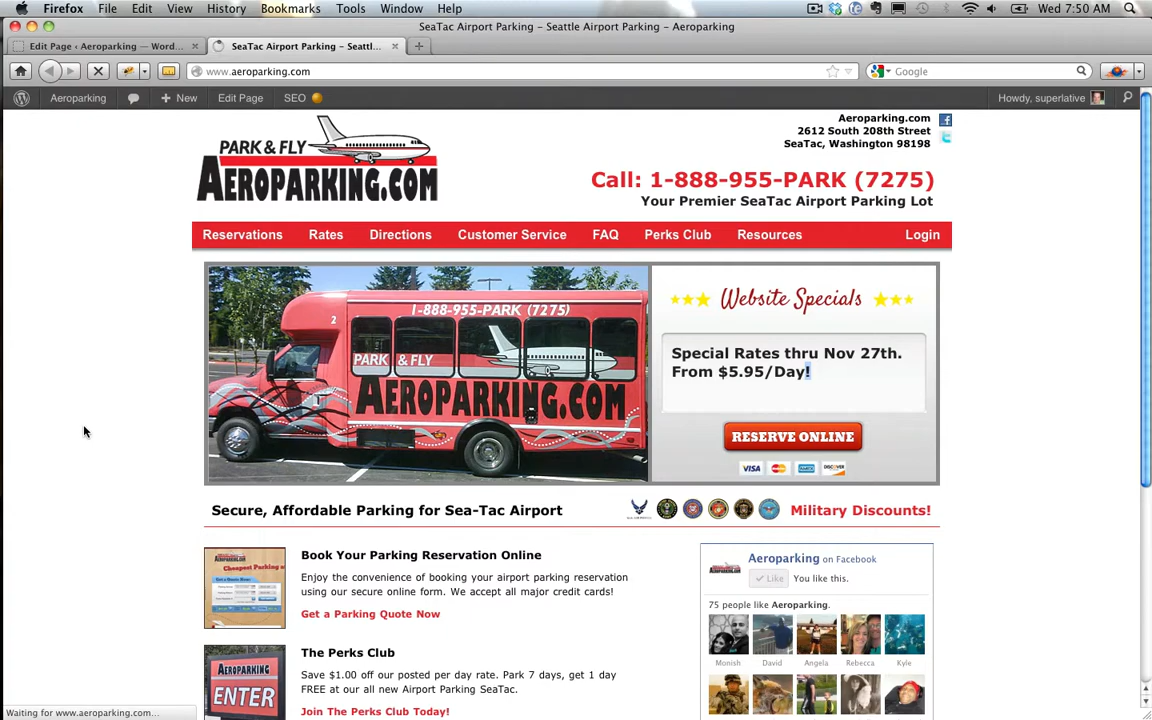 Firefox File Edit View History Bookmarks Tools Window Help
Wed 7:50 AM
SeaTac Airport Parking – Seattle Airport Parking – Aeroparking
Edit Page ‹ Aeroparking — Word...
SeaTac Airport Parking – Seattl...
www.aeroparking.com
Google
Aeroparking
New
Edit Page
SEO
Howdy, superlative
PARK & FLY
AEROPARKING.COM
Aeroparking.com
2612 South 208th Street
SeaTac, Washington 98198
Call: 1-888-955-PARK (7275)
Your Premier SeaTac Airport Parking Lot
Reservations Rates Directions Customer Service FAQ Perks Club Resources Login
2
1-888-955-PARK (7275)
PARK & FLY
AEROPARKING.COM
Website Specials
Special Rates thru Nov 27th.
From $5.95/Day!
RESERVE ONLINE
VISA
DISCOVER
Secure, Affordable Parking for Sea-Tac Airport
Military Discounts!
Book Your Parking Reservation Online
Enjoy the convenience of booking your airport parking reservation
using our secure online form. We accept all major credit cards!
Get a Parking Quote Now
AEROPARKING
ENTER
The Perks Club
Save $1.00 off our posted per day rate. Park 7 days, get 1 day
FREE at our all new Airport Parking SeaTac.
Join The Perks Club Today!
Aeroparking on Facebook
Like
You like this.
75 people like Aeroparking.
Monish David Angela Rebecca Kyle
Waiting for www.aeroparking.com...